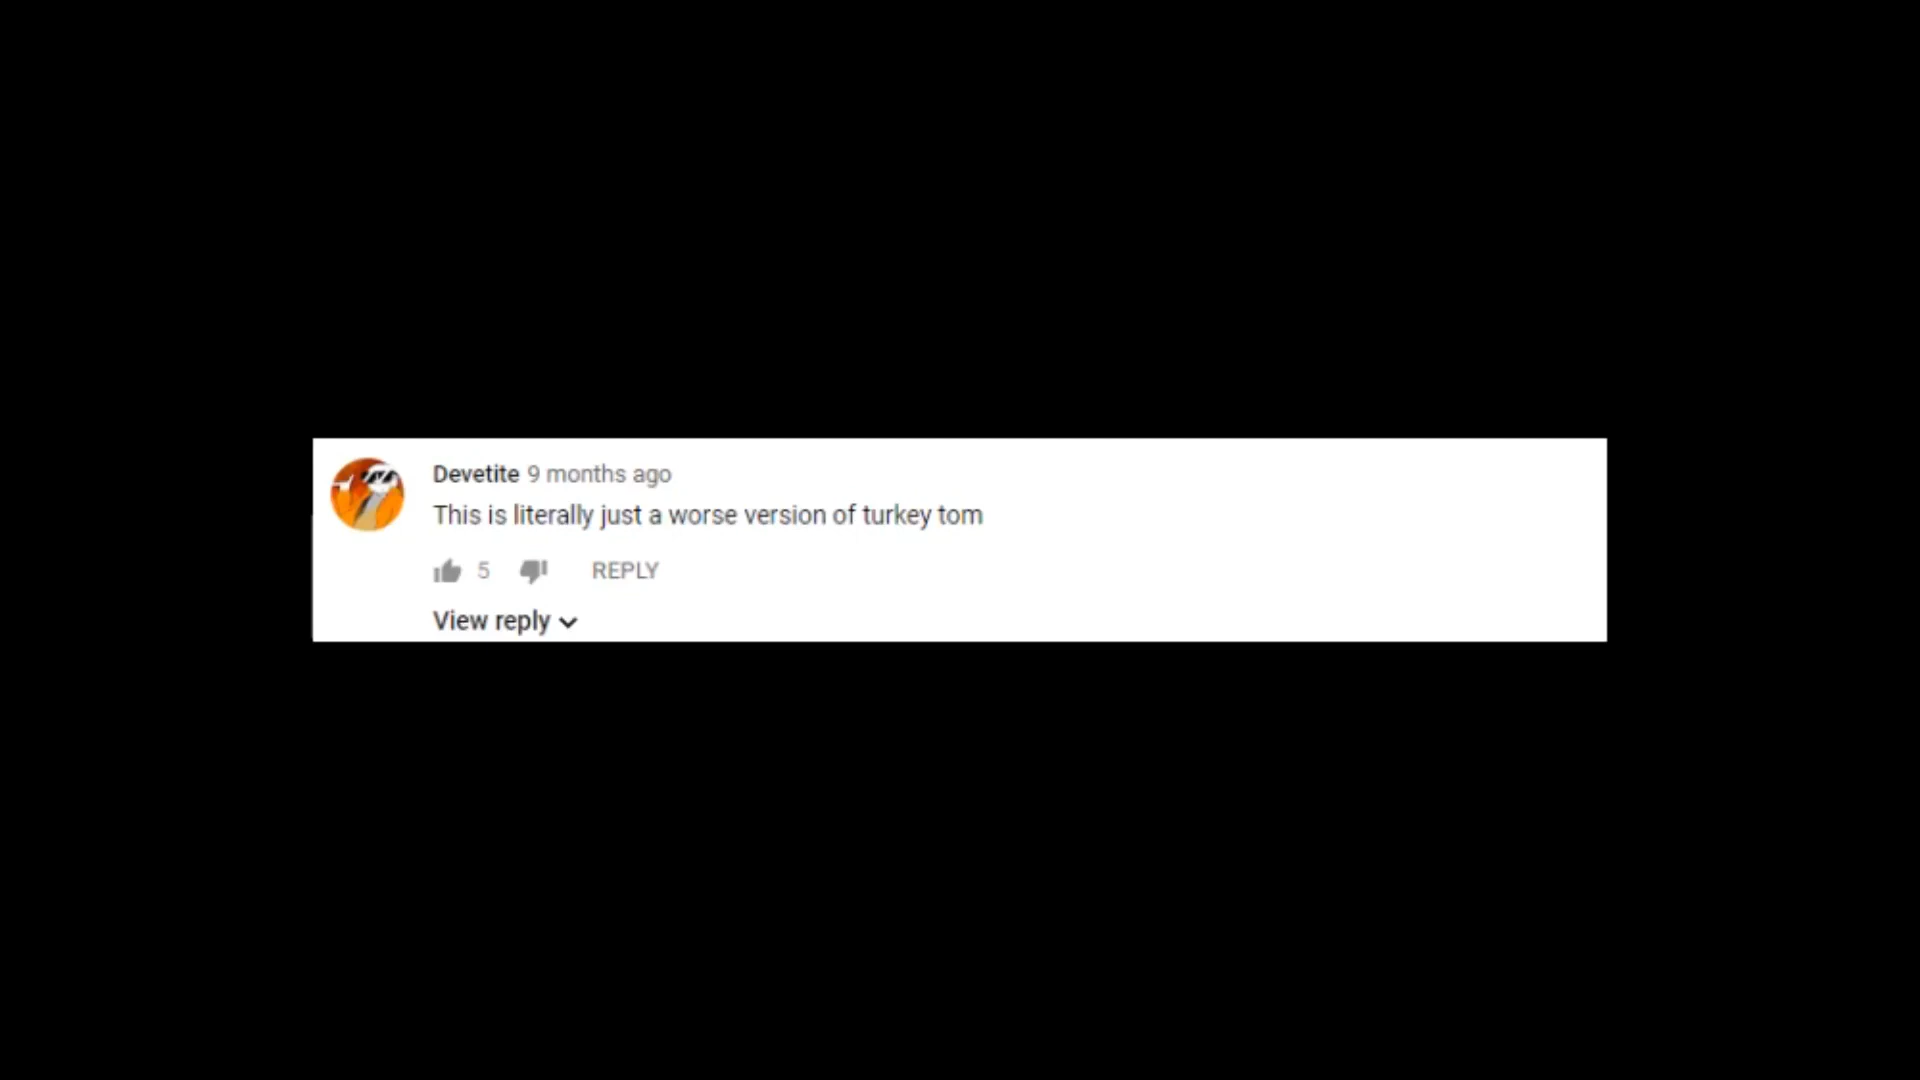 Devetite 9 months ago
This is literally just a worse version of turkey tom
5 REPLY
View reply